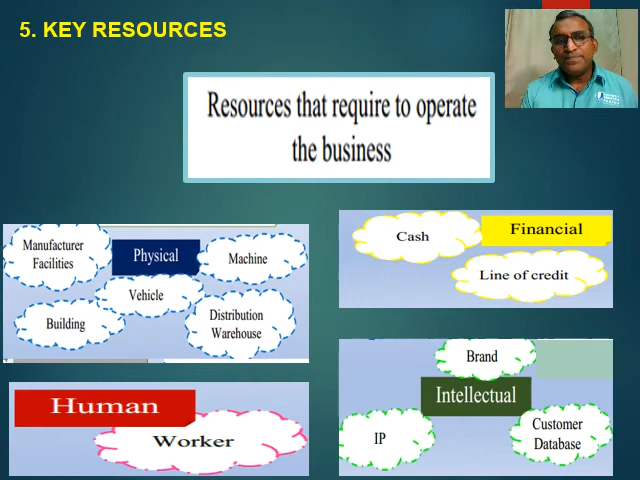 5. KEY RESOURCES
Resources that require to operate
the business
Manufacturer
Facilities
Physical
Machine
Vehicle
Building
Distribution
Warehouse
Cash
Financial
Line of credit
Human
Worker
Brand
Intellectual
IP
Customer
Database